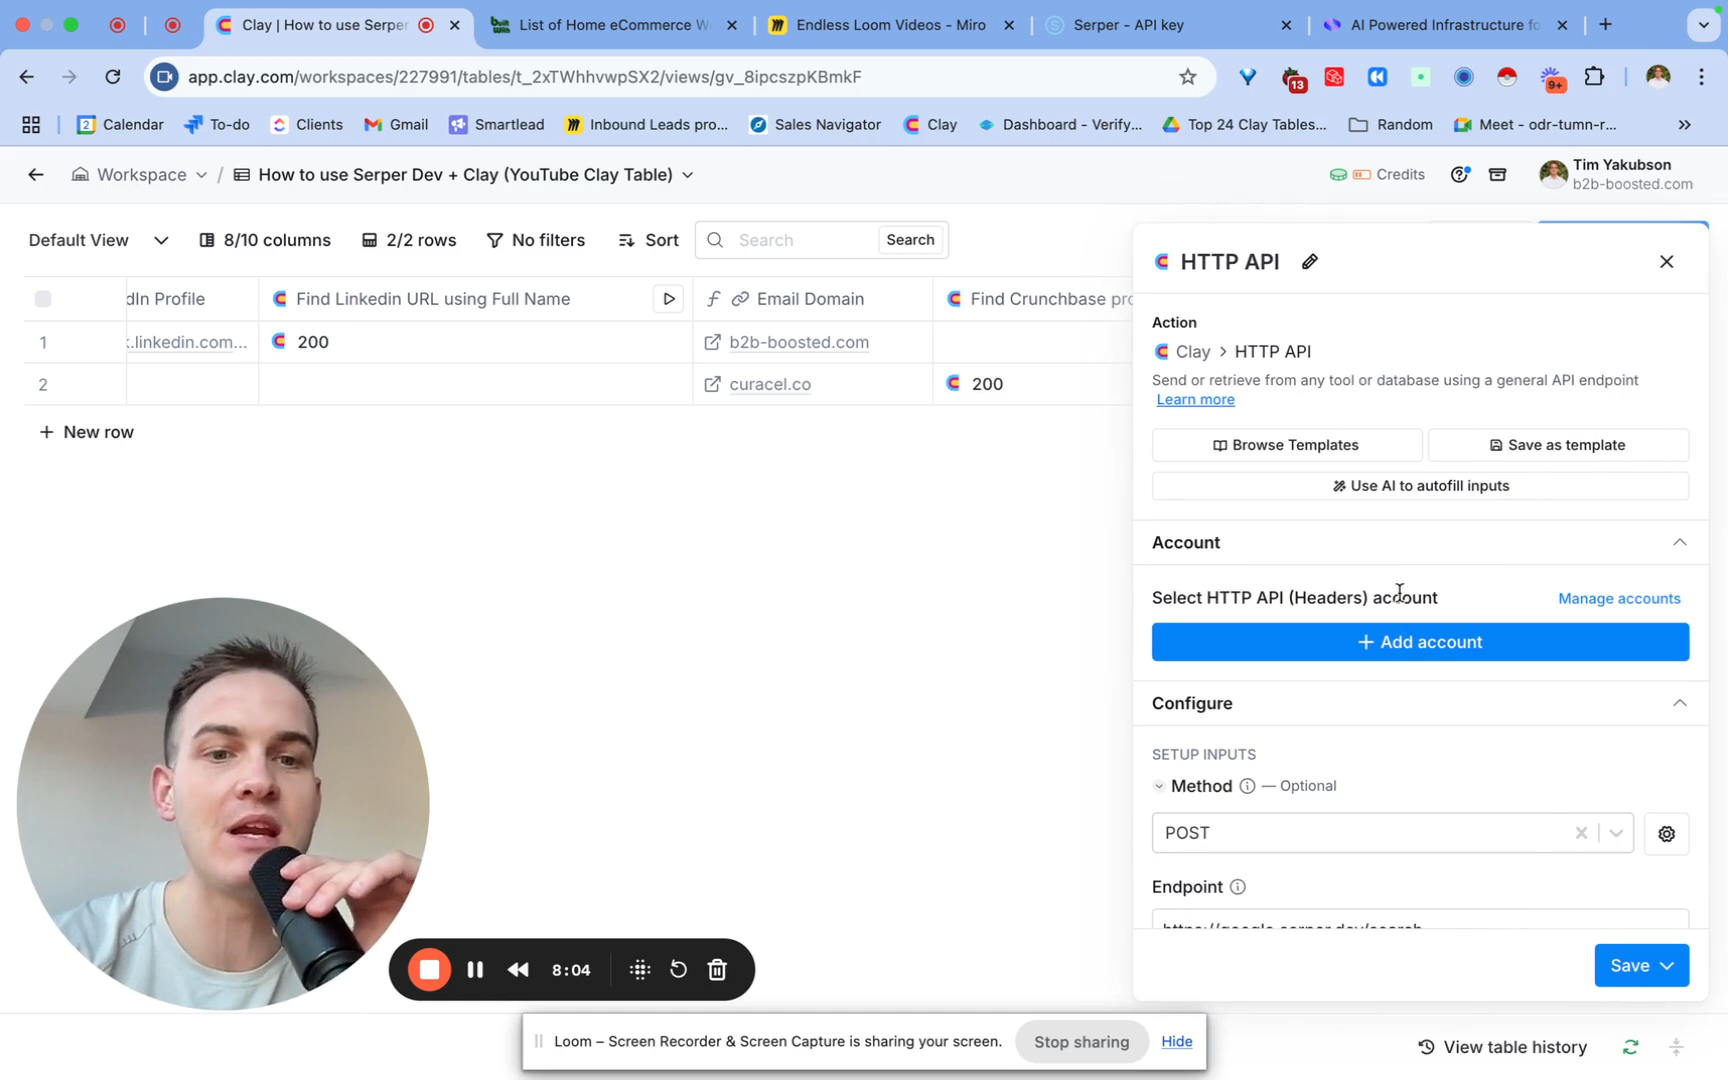 Clay | How to use Serper
List of Home eCommerce W
Endless Loom Videos - Miro
Serper - API key
AI Powered Infrastructure fo
app.clay.com/workspaces/227991/tables/t_2xTWhhvwpSX2/views/gv_8ipcszpKBmkF
13
9+
Calendar
To-do
Clients
Gmail
Smartlead
Inbound Leads pro...
Sales Navigator
Clay
Dashboard - Verify,...
Top 24 Clay Tables...
Random
Meet - odr-tumn-r...
Workspace / How to use Serper Dev + Clay (YouTube Clay Table)
Credits
Tim Yakubson
b2b-boosted.com
Default View
8/10 columns
2/2 rows
No filters
Sort
Search
Search
dIn Profile
Find Linkedin URL using Full Name
Email Domain
Find Crunchbase pro
1
:.linkedin.com...
200
b2b-boosted.com
2
curacel.co
200
+ New row
HTTP API
Action
Clay > HTTP API
Send or retrieve from any tool or database using a general API endpoint
Learn more
Browse Templates
Save as template
Use AI to autofill inputs
Account
Select HTTP API (Headers) account
Manage accounts
+ Add account
Configure
SETUP INPUTS
Method — Optional
POST
Endpoint
https://google.serper.dev/search
Save
8:04
Loom – Screen Recorder & Screen Capture is sharing your screen.
Stop sharing
Hide
View table history